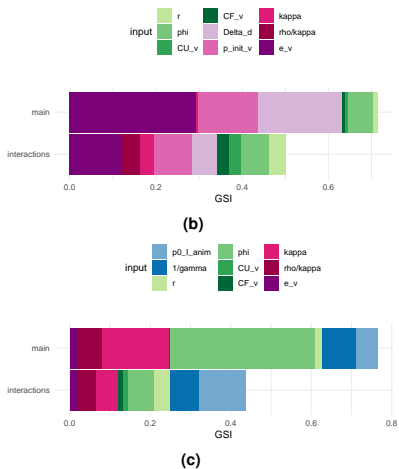 r CF_v kappa
input phi Delta_d rho/kappa
CU_v p_init_v e_v
main
interactions
0.0 0.2 0.4 0.6
GSI
(b)
p0_I_anim phi kappa
input 1/gamma CU_v rho/kappa
r CF_v e_v
main
interactions
0.0 0.2 0.4 0.6 0.8
GSI
(c)